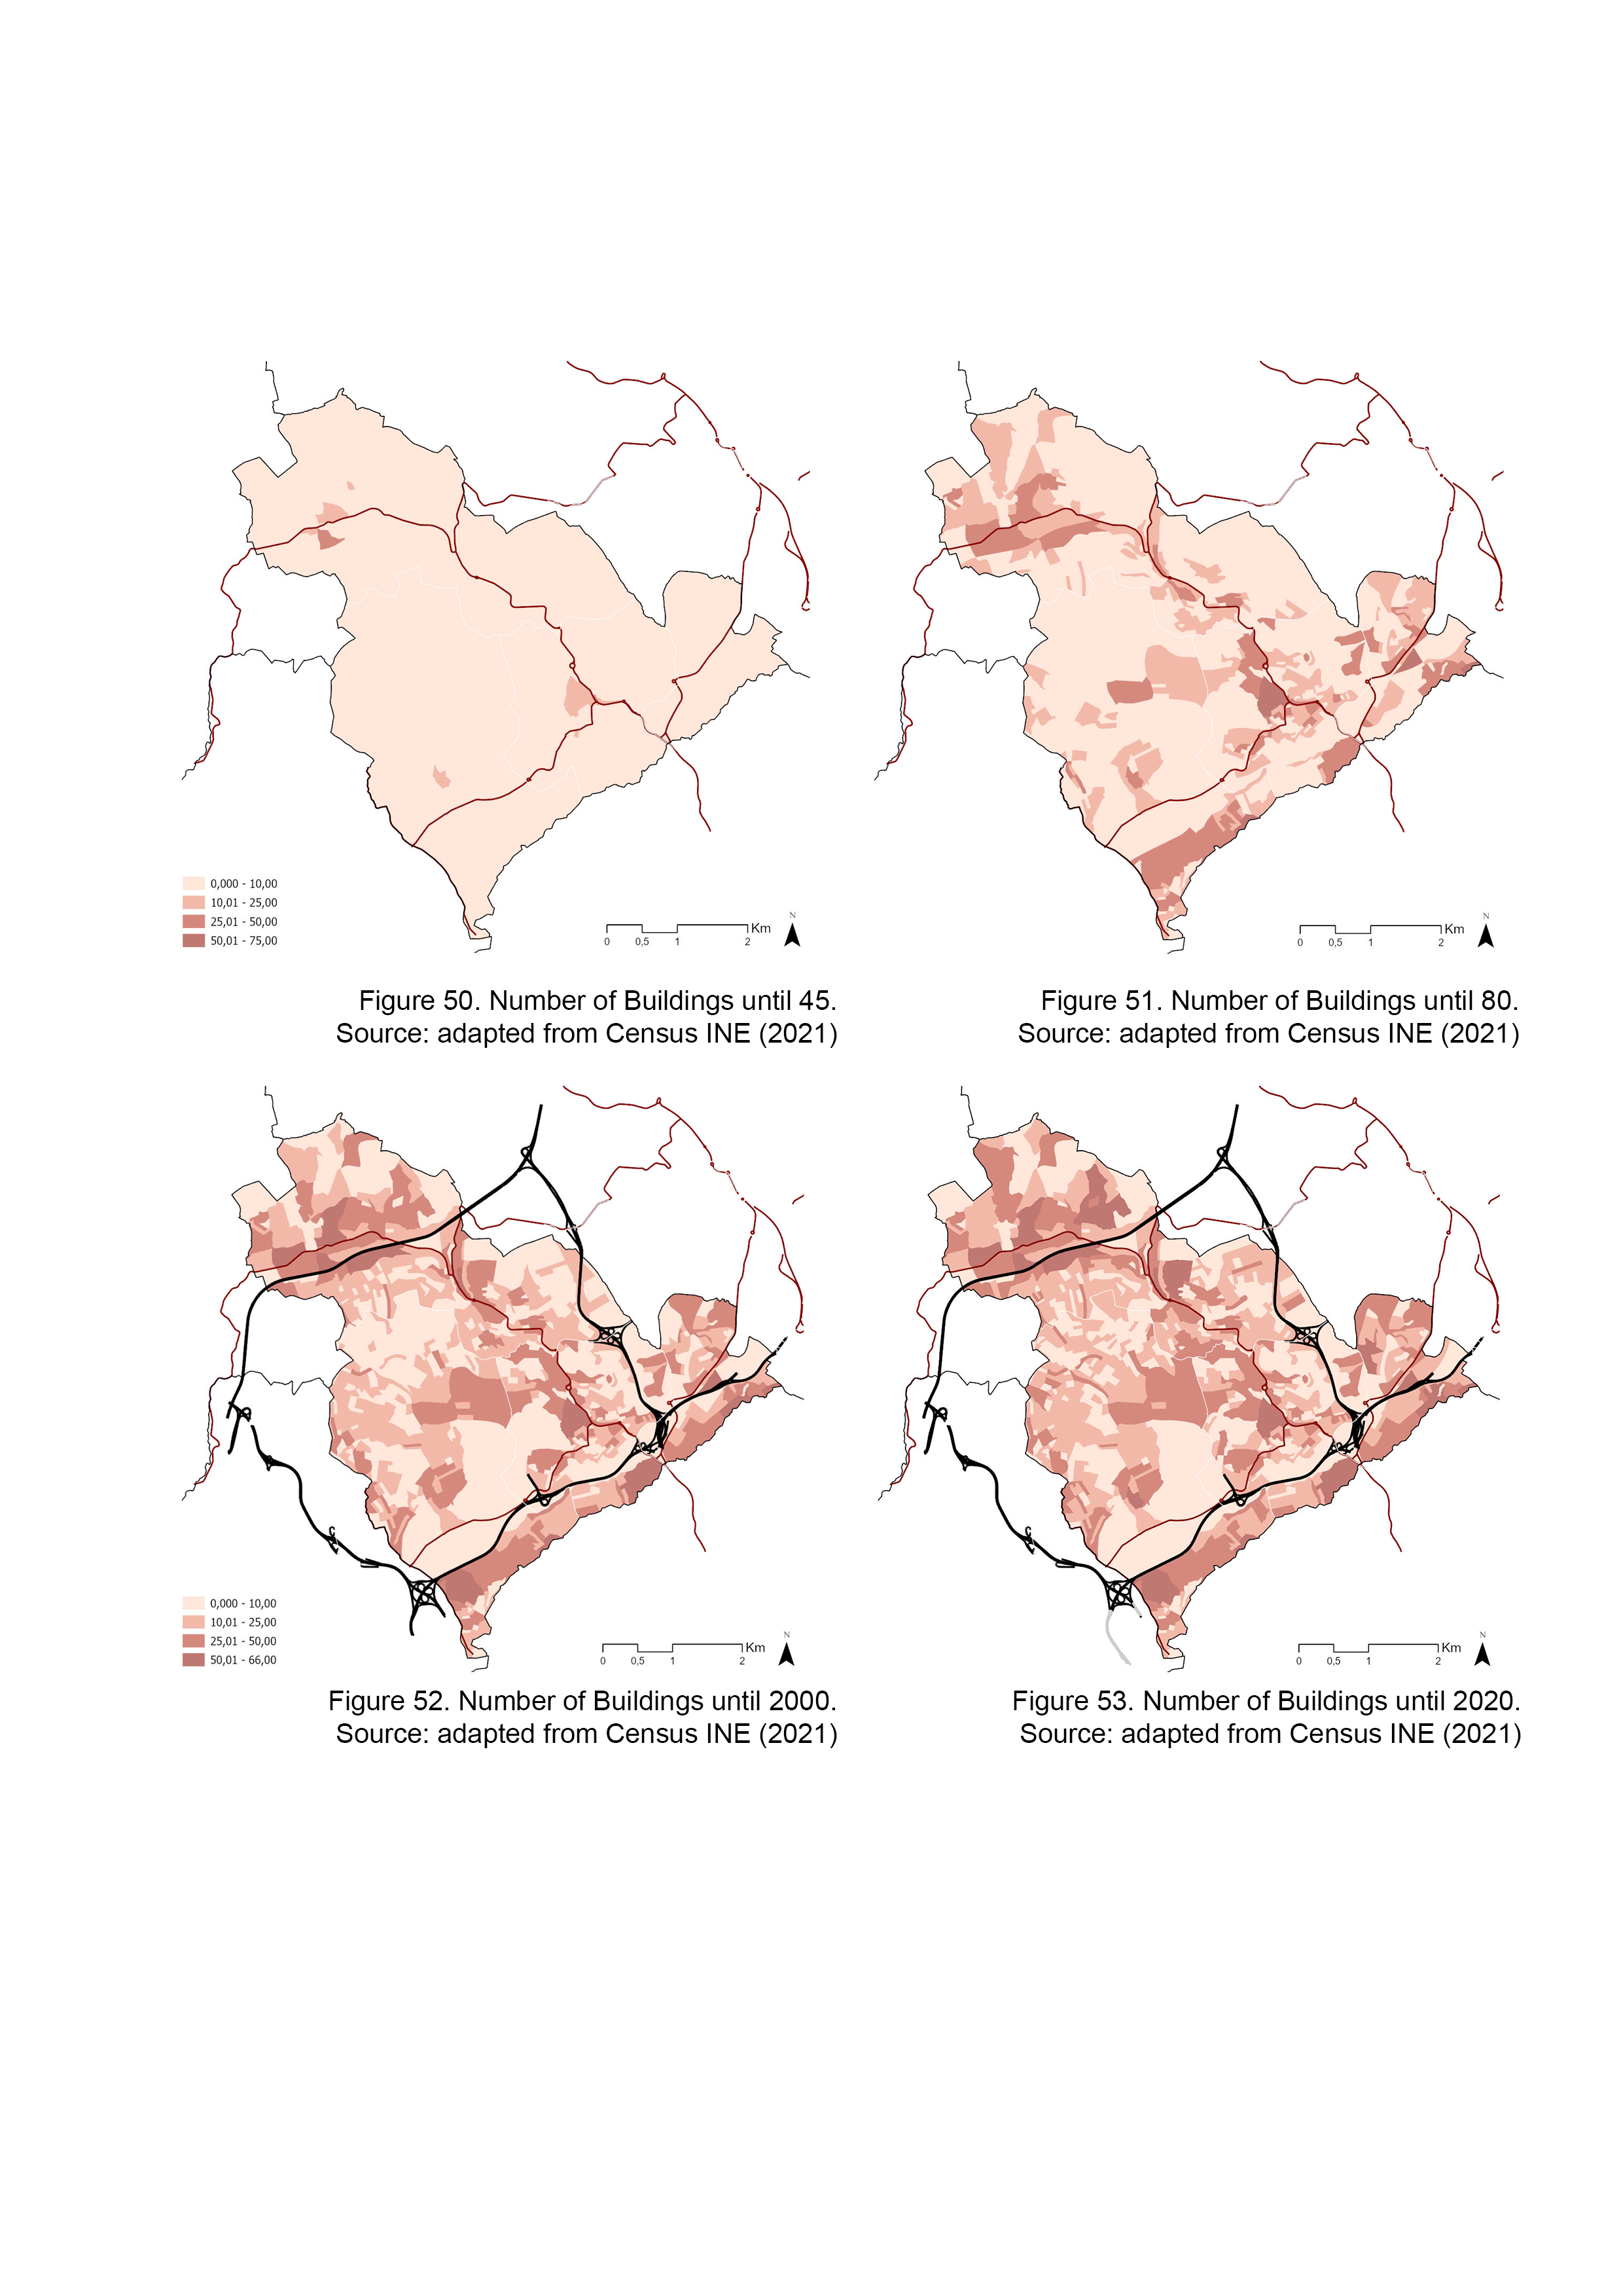 0,000 - 10,00
10,01 - 25,00
25,01 - 50,00
50,01 - 75,00
0 0,5 1 2 Km
N
0 0,5 1 2 Km
N
Figure 50. Number of Buildings until 45.
Source: adapted from Census INE (2021)
Figure 51. Number of Buildings until 80.
Source: adapted from Census INE (2021)
0,000 - 10,00
10,01 - 25,00
25,01 - 50,00
50,01 - 66,00
0 0,5 1 2 Km
N
0 0,5 1 2 Km
N
Figure 52. Number of Buildings until 2000.
Source: adapted from Census INE (2021)
Figure 53. Number of Buildings until 2020.
Source: adapted from Census INE (2021)